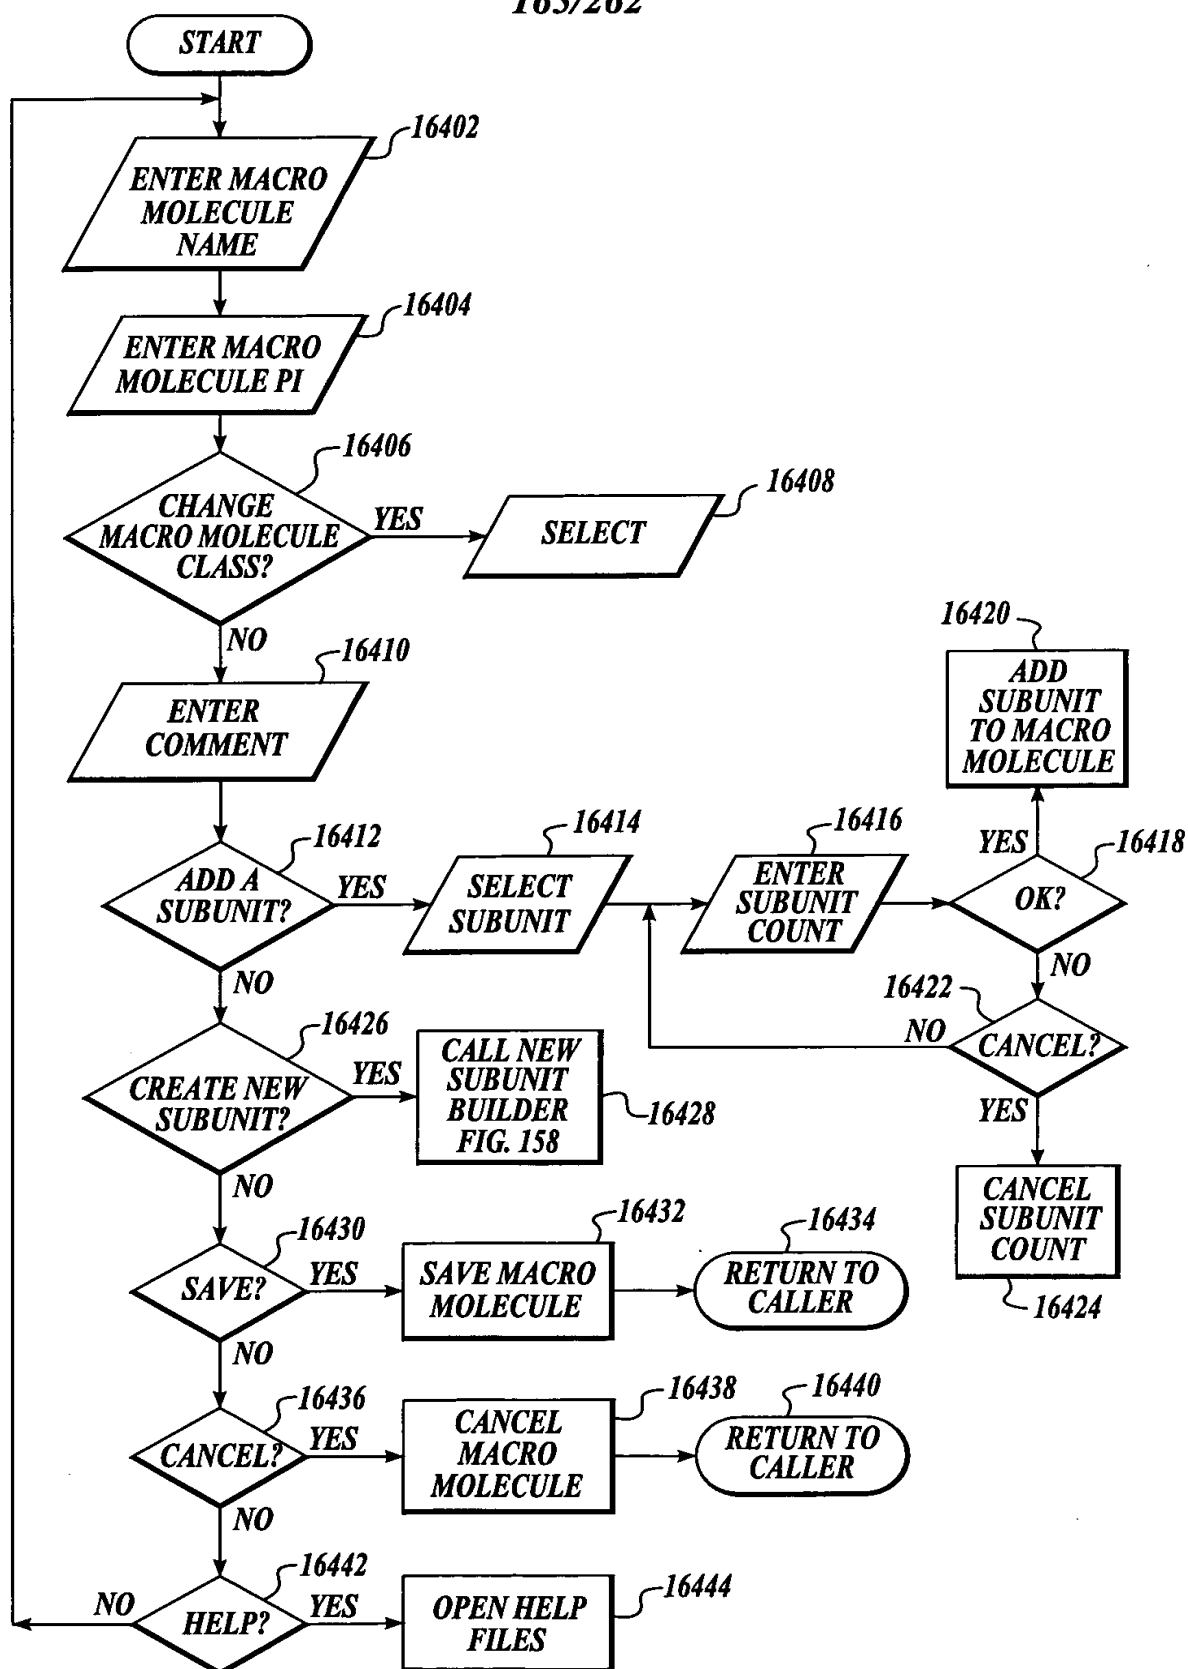 163/262
START
16402
ENTER MACRO
MOLECULE
NAME
16404
ENTER MACRO
MOLECULE PI
16406
CHANGE
MACRO MOLECULE
CLASS?
YES
16408
SELECT
NO
16410
ENTER
COMMENT
16412
ADD A
SUBUNIT?
YES
16414
SELECT
SUBUNIT
16416
ENTER
SUBUNIT
COUNT
16418
OK?
YES
16420
ADD
SUBUNIT
TO MACRO
MOLECULE
NO
16422
CANCEL?
NO
YES
CANCEL
SUBUNIT
COUNT
16424
NO
16426
CREATE NEW
SUBUNIT?
YES
CALL NEW
SUBUNIT
BUILDER
FIG. 158
16428
NO
16430
SAVE?
YES
16432
SAVE MACRO
MOLECULE
16434
RETURN TO
CALLER
NO
16436
CANCEL?
YES
16438
CANCEL
MACRO
MOLECULE
16440
RETURN TO
CALLER
NO
16442
HELP?
NO
YES
16444
OPEN HELP
FILES